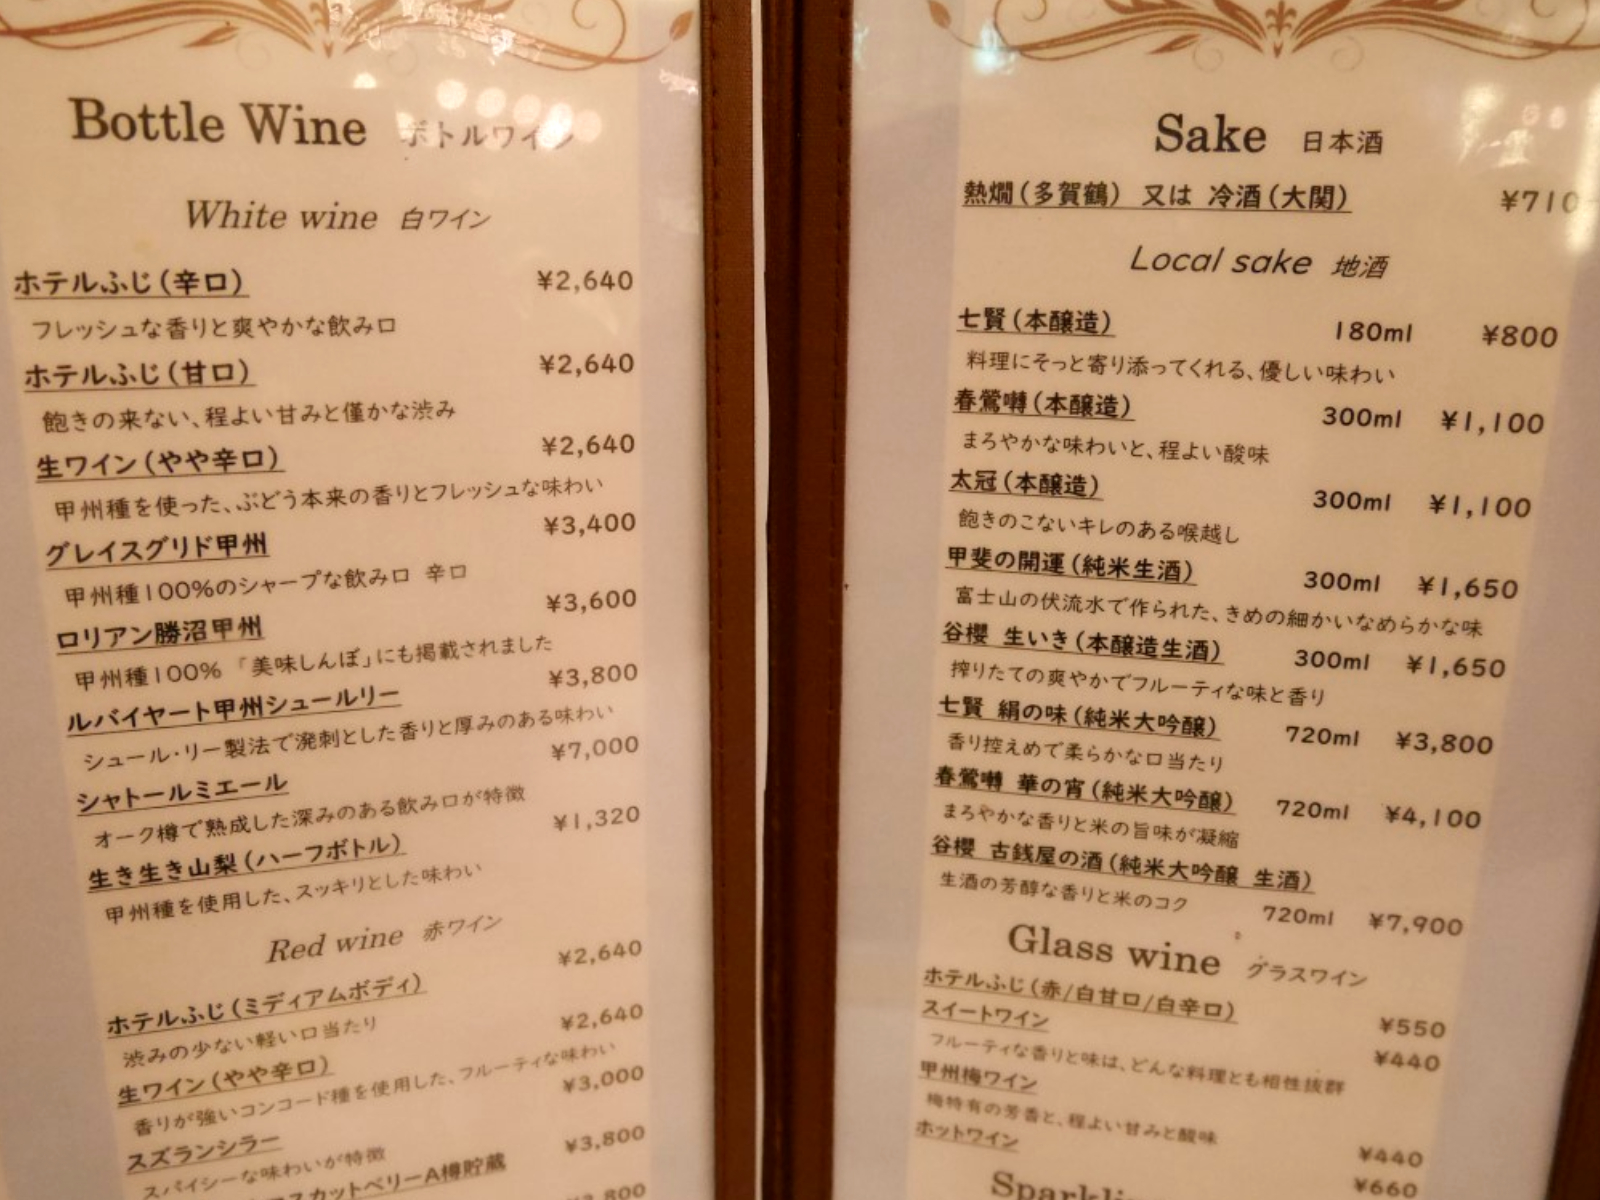 Bottle Wine ボトルワイン
White wine 白ワイン
ホテルふじ(辛口) ¥2,640
フレッシュな香りと爽やかな飲み口
ホテルふじ(甘口) ¥2,640
飽きの来ない、程よい甘みと僅かな渋み
生ワイン(やや辛口) ¥2,640
甲州種を使った、ぶどう本来の香りとフレッシュな味わい
グレイスグリド甲州 ¥3,400
甲州種100%のシャープな飲み口 辛口
ロリアン勝沼甲州 ¥3,600
甲州種100% 「美味しんぼ」にも掲載されました
ルバイヤート甲州シュールリー ¥3,800
シュール・リー製法で溌剌とした香りと厚みのある味わい
シャトールミエール ¥7,000
オーク樽で熟成した深みのある飲み口が特徴
生き生き山梨(ハーフボトル) ¥1,320
甲州種を使用した、スッキリとした味わい
Red wine 赤ワイン
ホテルふじ(ミディアムボディ) ¥2,640
渋みの少ない軽い口当たり
生ワイン(やや辛口) ¥2,640
香りが強いコンコード種を使用した、フルーティな味わい
スズランシラー ¥3,000
スパイシーな味わいが特徴
スカットベリーA樽貯蔵 ¥3,800
Sake 日本酒
熱燗(多賀鶴) 又は 冷酒(大関) ¥710
Local sake 地酒
七賢(本醸造) 180ml ¥800
料理にそっと寄り添ってくれる、優しい味わい
春鶯囀(本醸造) 300ml ¥1,100
まろやかな味わいと、程よい酸味
太冠(本醸造) 300ml ¥1,100
飽きのこないキレのある喉越し
甲斐の開運(純米生酒) 300ml ¥1,650
富士山の伏流水で作られた、きめの細かいなめらかな味
谷櫻 生いき(本醸造生酒) 300ml ¥1,650
搾りたての爽やかでフルーティな味と香り
七賢 絹の味(純米大吟醸) 720ml ¥3,800
香り控えめで柔らかな口当たり
春鶯囀 華の宵(純米大吟醸) 720ml ¥4,100
まろやかな香りと米の旨味が凝縮
谷櫻 古銭屋の酒(純米大吟醸 生酒)
生酒の芳醇な香りと米のコク 720ml ¥7,900
Glass wine グラスワイン
ホテルふじ(赤/白甘口/白辛口) ¥550
スイートワイン ¥440
フルーティな香りと味は、どんな料理とも相性抜群
甲州梅ワイン ¥440
梅特有の芳香と、程よい甘みと酸味
ホットワイン ¥660